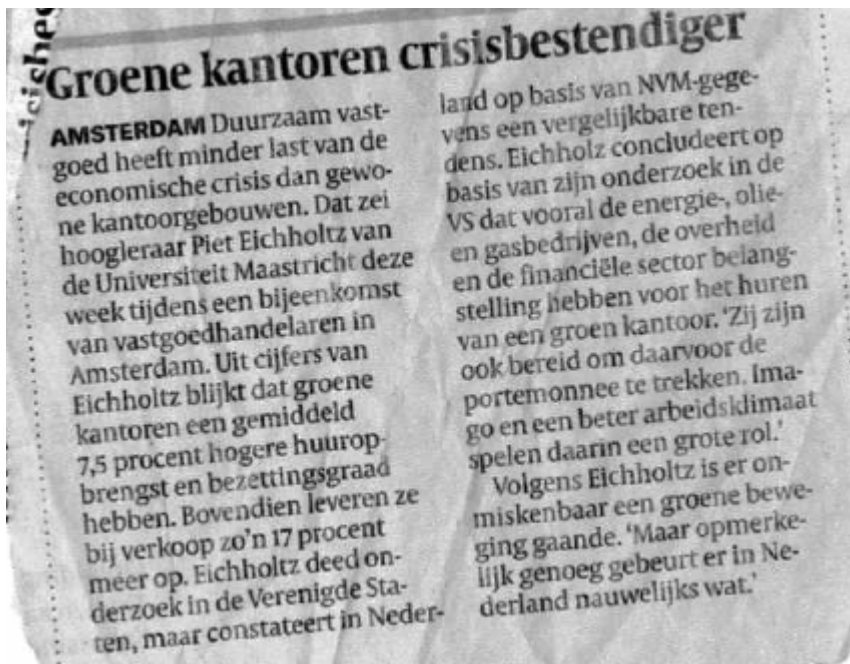 Groene kantoren crisisbestendiger
AMSTERDAM Duurzaam vast-
goed heeft minder last van de
economische crisis dan gewo-
ne kantoorgebouwen. Dat zei
hoogleraar Piet Eichholtz van
de Universiteit Maastricht deze
week tijdens een bijeenkomst
van vastgoedhandelaren in
Amsterdam. Uit cijfers van
Eichholtz blijkt dat groene
kantoren een gemiddeld
7,5 procent hogere huurop-
brengst en bezettingsgraad
hebben. Bovendien leveren ze
bij verkoop zo'n 17 procent
meer op. Eichholtz deed on-
derzoek in de Verenigde Sta-
ten, maar constateert in Neder-
land op basis van NVM-gege-
vens een vergelijkbare ten-
dens. Eichholz concludeert op
basis van zijn onderzoek in de
VS dat vooral de energie-, olie-
en gasbedrijven, de overheid
en de financiële sector belang-
stelling hebben voor het huren
van een groen kantoor. 'Zij zijn
ook bereid om daarvoor de
portemonnee te trekken. Ima-
go en een beter arbeidsklimaat
spelen daarin een grote rol.'
Volgens Eichholtz is er on-
miskenbaar een groene bewe-
ging gaande. 'Maar opmerke-
lijk genoeg gebeurt er in Ne-
derland nauwelijks wat.'